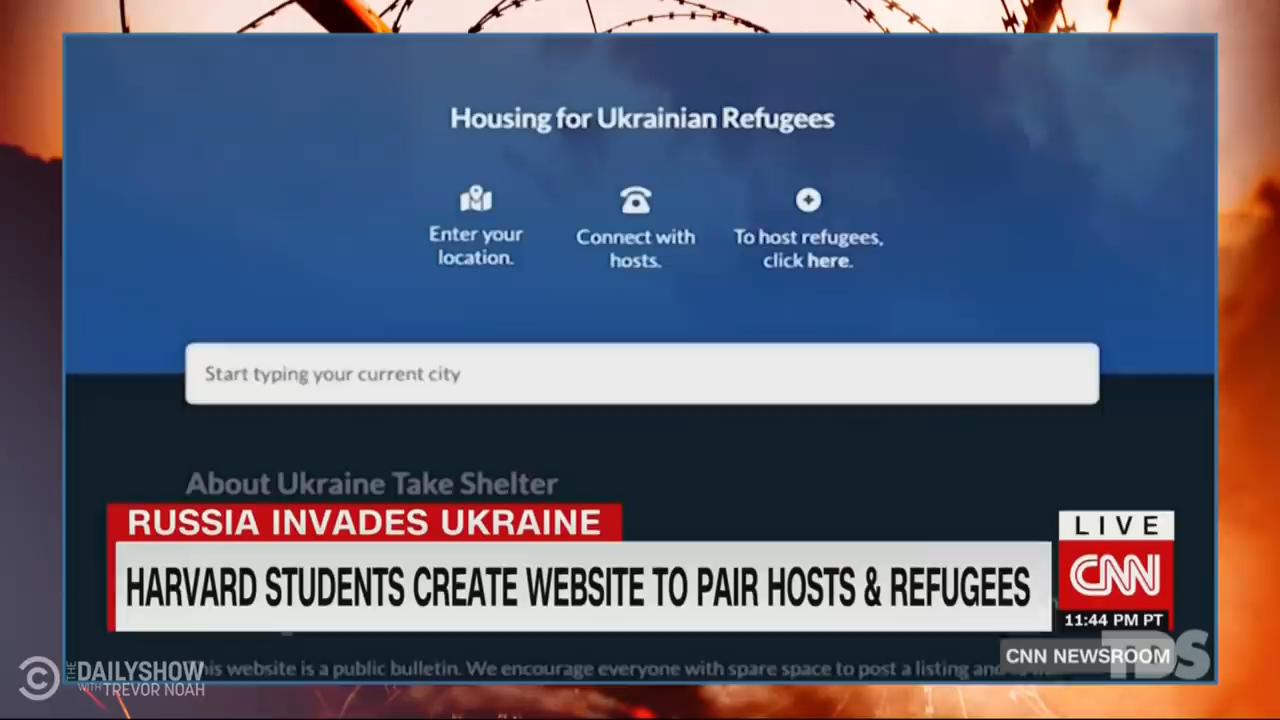 Housing for Ukrainian Refugees
Enter your
location.
Connect with
hosts.
To host refugees,
click here.
Start typing your current city
About Ukraine Take Shelter
RUSSIA INVADES UKRAINE
HARVARD STUDENTS CREATE WEBSITE TO PAIR HOSTS & REFUGEES
LIVE
CNN
11:44 PM PT
CNN NEWSROOM
TDS
THE
DAILYSHOW
WITH TREVOR NOAH
his website is a public bulletin. We encourage everyone with spare space to post a listing and